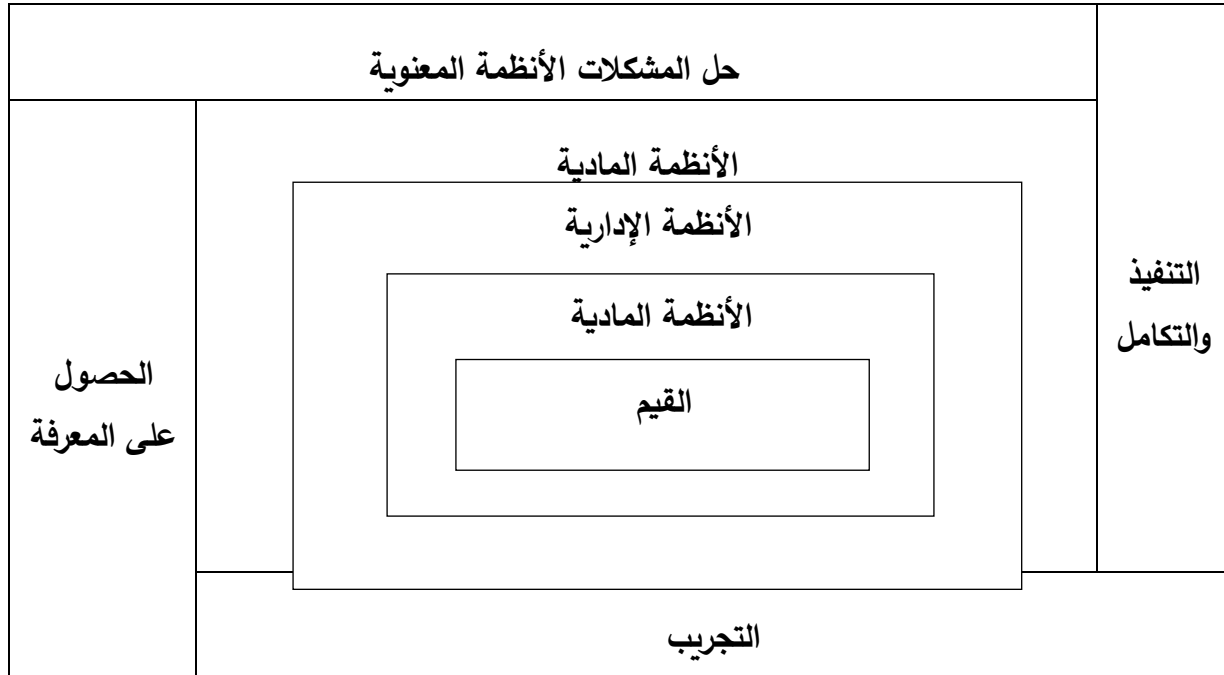 حل المشكلات الأنظمة المعنوية
الأنظمة المادية
الأنظمة الإدارية
الأنظمة المادية
القيم
التنفيذ
والتكامل
الحصول
على المعرفة
التجريب